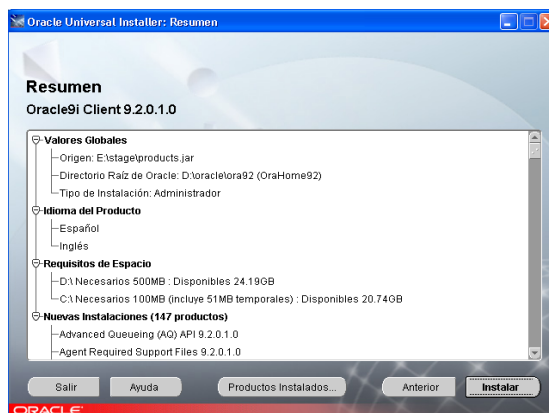 Oracle Universal Installer: Resumen
Resumen
Oracle9i Client 9.2.0.1.0
Valores Globales
Origen: E:\stage\products.jar
Directorio Raíz de Oracle: D:\oracle\ora92 (OraHome92)
Tipo de Instalación: Administrador
Idioma del Producto
Español
Inglés
Requisitos de Espacio
D:\ Necesarios 500MB : Disponibles 24.19GB
C:\ Necesarios 100MB (incluye 51MB temporales) : Disponibles 20.74GB
Nuevas Instalaciones (147 productos)
Advanced Queueing (AQ) API 9.2.0.1.0
Agent Required Support Files 9.2.0.1.0
Salir Ayuda Productos Instalados... Anterior Instalar
ORACLE